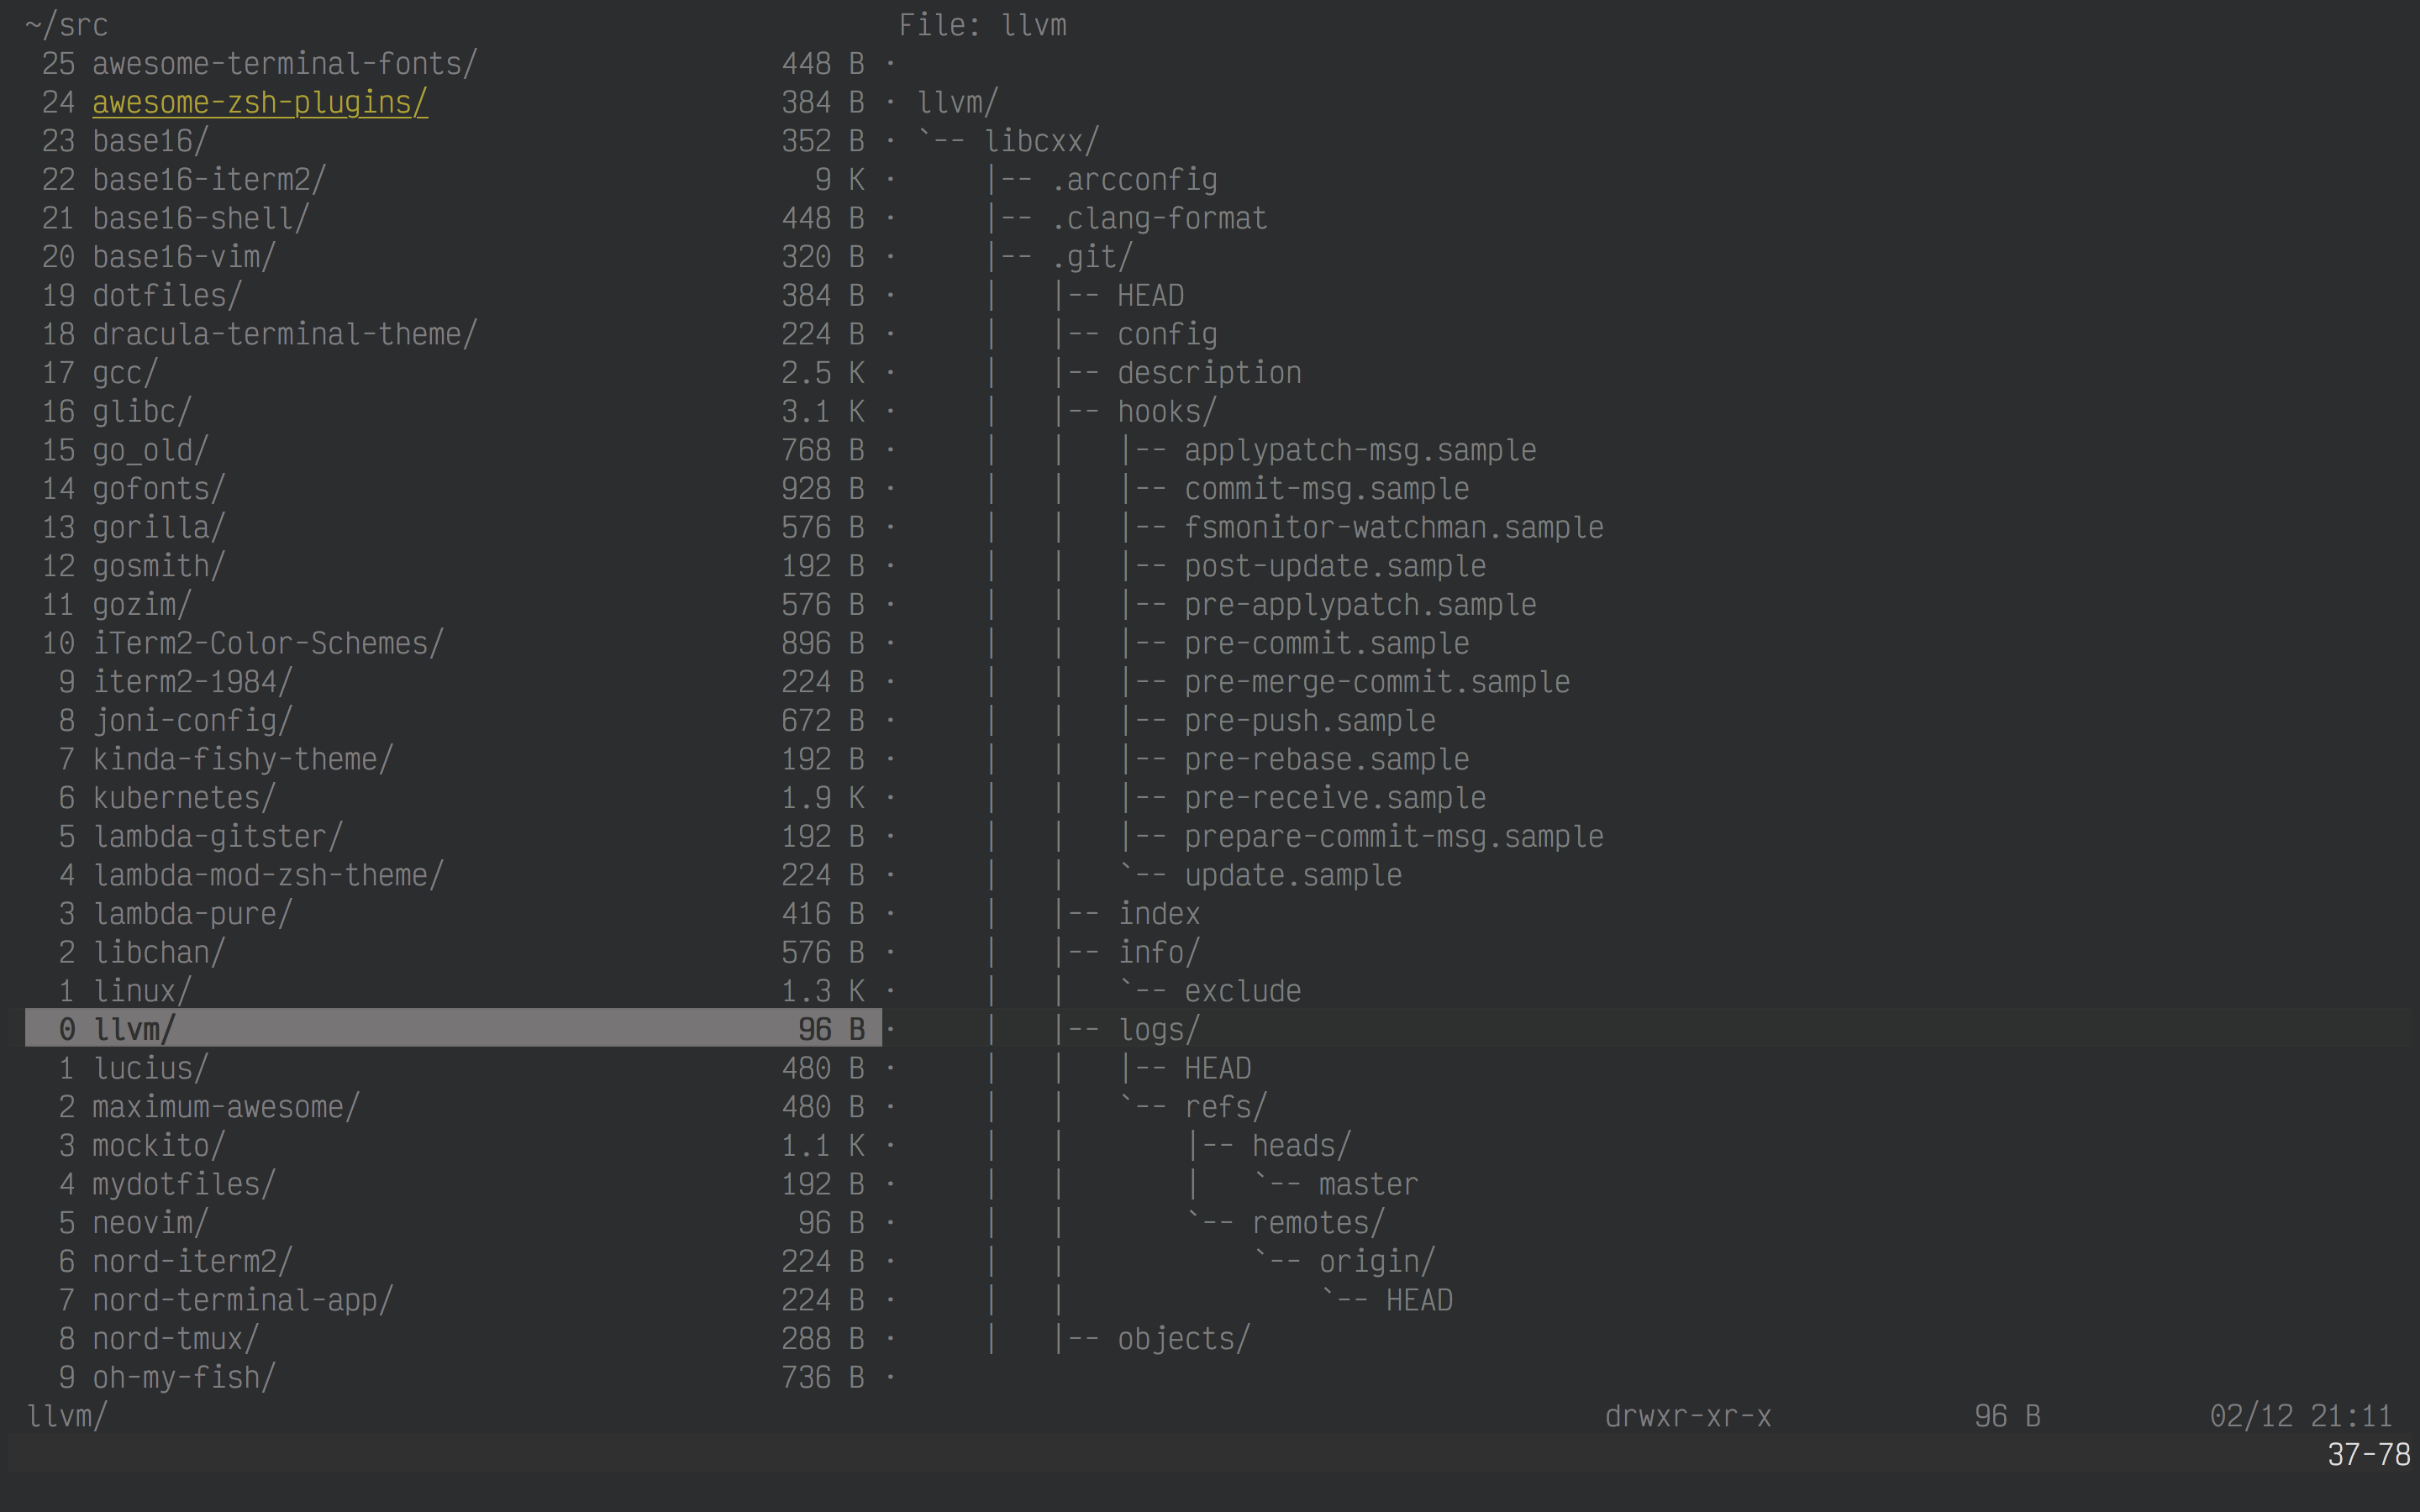 ~/src File: llvm
25 awesome-terminal-fonts/ 448 B ·
24 awesome-zsh-plugins/ 384 B · llvm/
23 base16/ 352 B · `-- libcxx/
22 base16-iterm2/ 9 K · |-- .arcconfig
21 base16-shell/ 448 B · |-- .clang-format
20 base16-vim/ 320 B · |-- .git/
19 dotfiles/ 384 B · | |-- HEAD
18 dracula-terminal-theme/ 224 B · | |-- config
17 gcc/ 2.5 K · | |-- description
16 glibc/ 3.1 K · | |-- hooks/
15 go_old/ 768 B · | | |-- applypatch-msg.sample
14 gofonts/ 928 B · | | |-- commit-msg.sample
13 gorilla/ 576 B · | | |-- fsmonitor-watchman.sample
12 gosmith/ 192 B · | | |-- post-update.sample
11 gozim/ 576 B · | | |-- pre-applypatch.sample
10 iTerm2-Color-Schemes/ 896 B · | | |-- pre-commit.sample
9 iterm2-1984/ 224 B · | | |-- pre-merge-commit.sample
8 joni-config/ 672 B · | | |-- pre-push.sample
7 kinda-fishy-theme/ 192 B · | | |-- pre-rebase.sample
6 kubernetes/ 1.9 K · | | |-- pre-receive.sample
5 lambda-gitster/ 192 B · | | |-- prepare-commit-msg.sample
4 lambda-mod-zsh-theme/ 224 B · | | `-- update.sample
3 lambda-pure/ 416 B · | |-- index
2 libchan/ 576 B · | |-- info/
1 linux/ 1.3 K · | | `-- exclude
0 llvm/ 96 B · | |-- logs/
1 lucius/ 480 B · | | |-- HEAD
2 maximum-awesome/ 480 B · | | `-- refs/
3 mockito/ 1.1 K · | | |-- heads/
4 mydotfiles/ 192 B · | | | `-- master
5 neovim/ 96 B · | | `-- remotes/
6 nord-iterm2/ 224 B · | | `-- origin/
7 nord-terminal-app/ 224 B · | | `-- HEAD
8 nord-tmux/ 288 B · | |-- objects/
9 oh-my-fish/ 736 B ·
llvm/ drwxr-xr-x 96 B 02/12 21:11
37-78